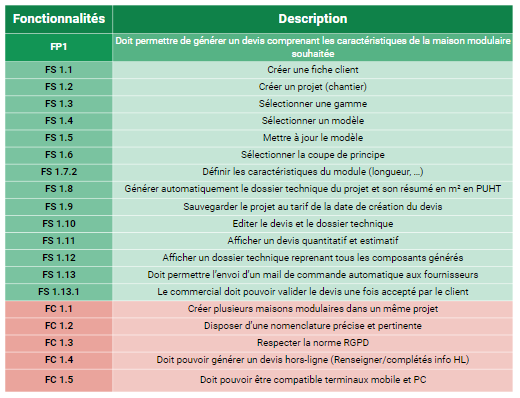 Fonctionnalités Description
FP1 Doit permettre de générer un devis comprenant les caractéristiques de la maison modulaire
souhaitée
FS 1.1 Créer une fiche client
FS 1.2 Créer un projet (chantier)
FS 1.3 Sélectionner une gamme
FS 1.4 Sélectionner un modèle
FS 1.5 Mettre à jour le modèle
FS 1.6 Sélectionner la coupe de principe
FS 1.7.2 Définir les caractéristiques du module (longueur, ...)
FS 1.8 Générer automatiquement le dossier technique du projet et son résumé en m² en PUHT
FS 1.9 Sauvegarder le projet au tarif de la date de création du devis
FS 1.10 Editer le devis et le dossier technique
FS 1.11 Afficher un devis quantitatif et estimatif
FS 1.12 Afficher un dossier technique reprenant tous les composants générés
FS 1.13 Doit permettre l'envoi d'un mail de commande automatique aux fournisseurs
FS 1.13.1 Le commercial doit pouvoir valider le devis une fois accepté par le client
FC 1.1 Créer plusieurs maisons modulaires dans un même projet
FC 1.2 Disposer d'une nomenclature précise et pertinente
FC 1.3 Respecter la norme RGPD
FC 1.4 Doit pouvoir générer un devis hors-ligne (Renseigner/complétés info HL)
FC 1.5 Doit pouvoir être compatible terminaux mobile et PC